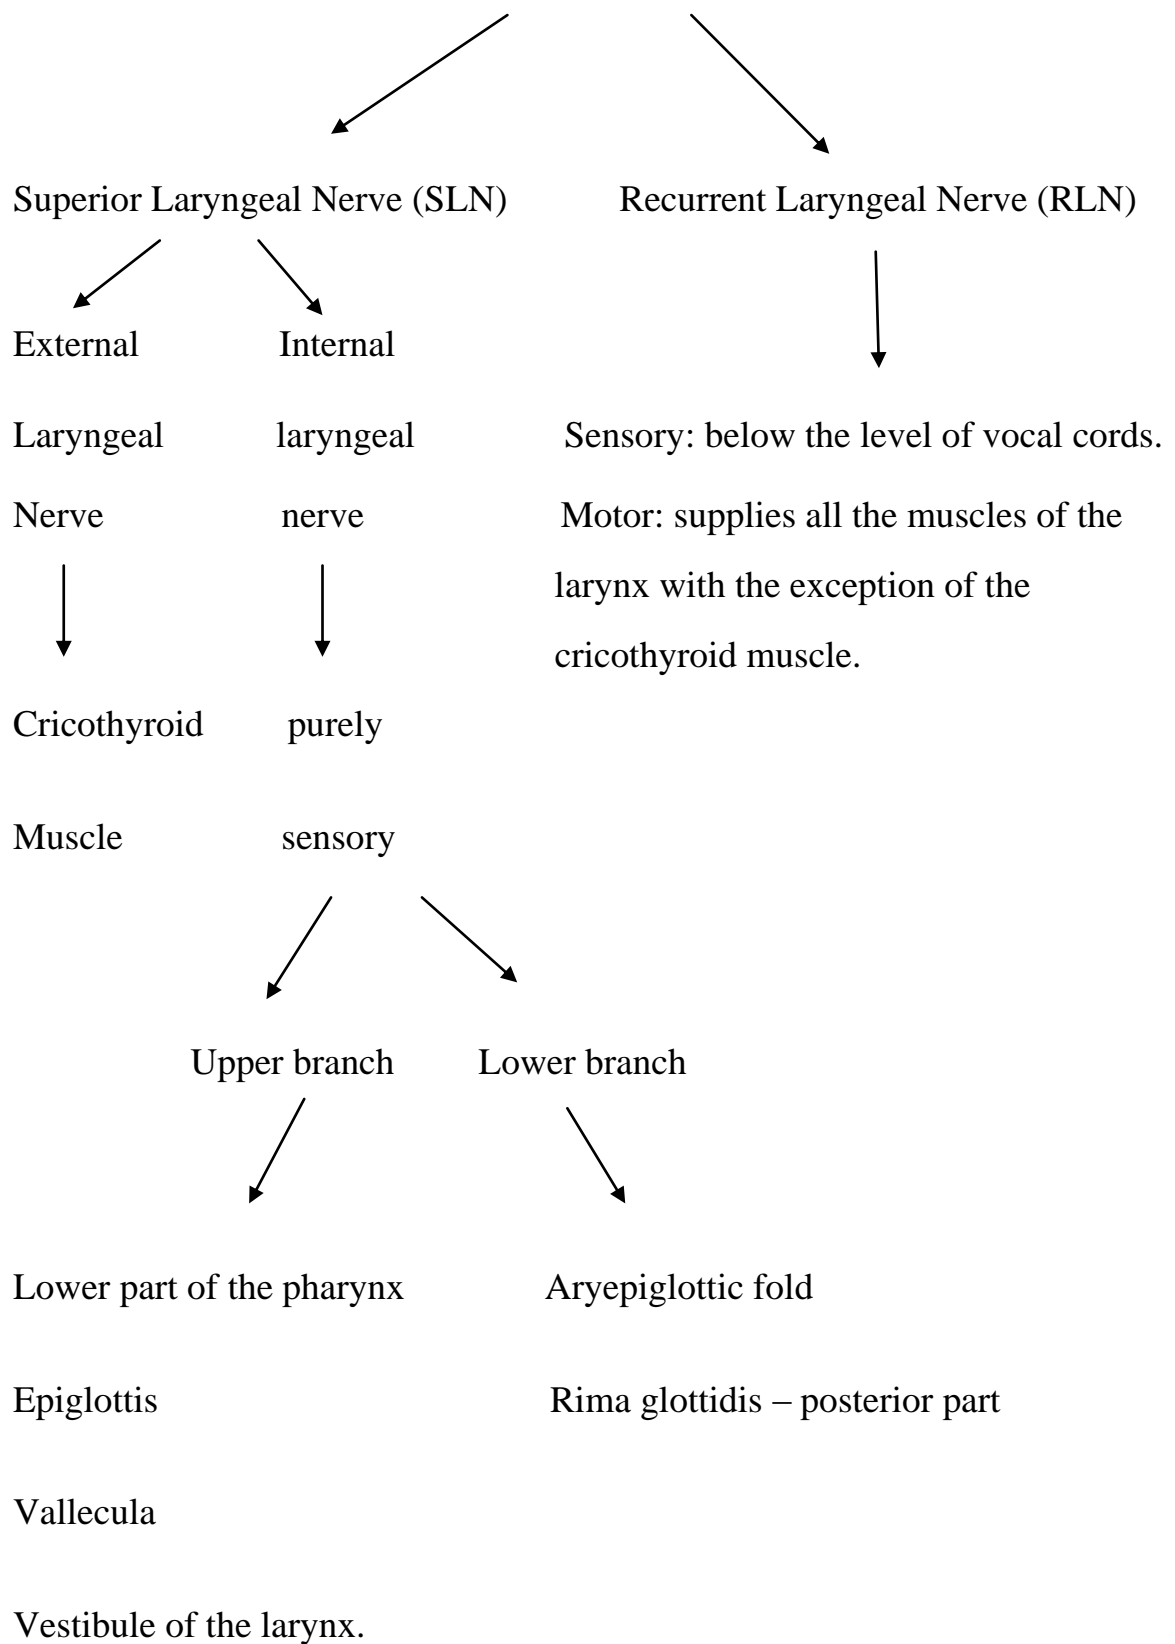 Superior Laryngeal Nerve (SLN) Recurrent Laryngeal Nerve (RLN)
External Internal
Laryngeal laryngeal Sensory: below the level of vocal cords.
Nerve nerve Motor: supplies all the muscles of the
larynx with the exception of the
cricothyroid muscle.
Cricothyroid purely
Muscle sensory
Upper branch Lower branch
Lower part of the pharynx Aryepiglottic fold
Epiglottis Rima glottidis – posterior part
Vallecula
Vestibule of the larynx.